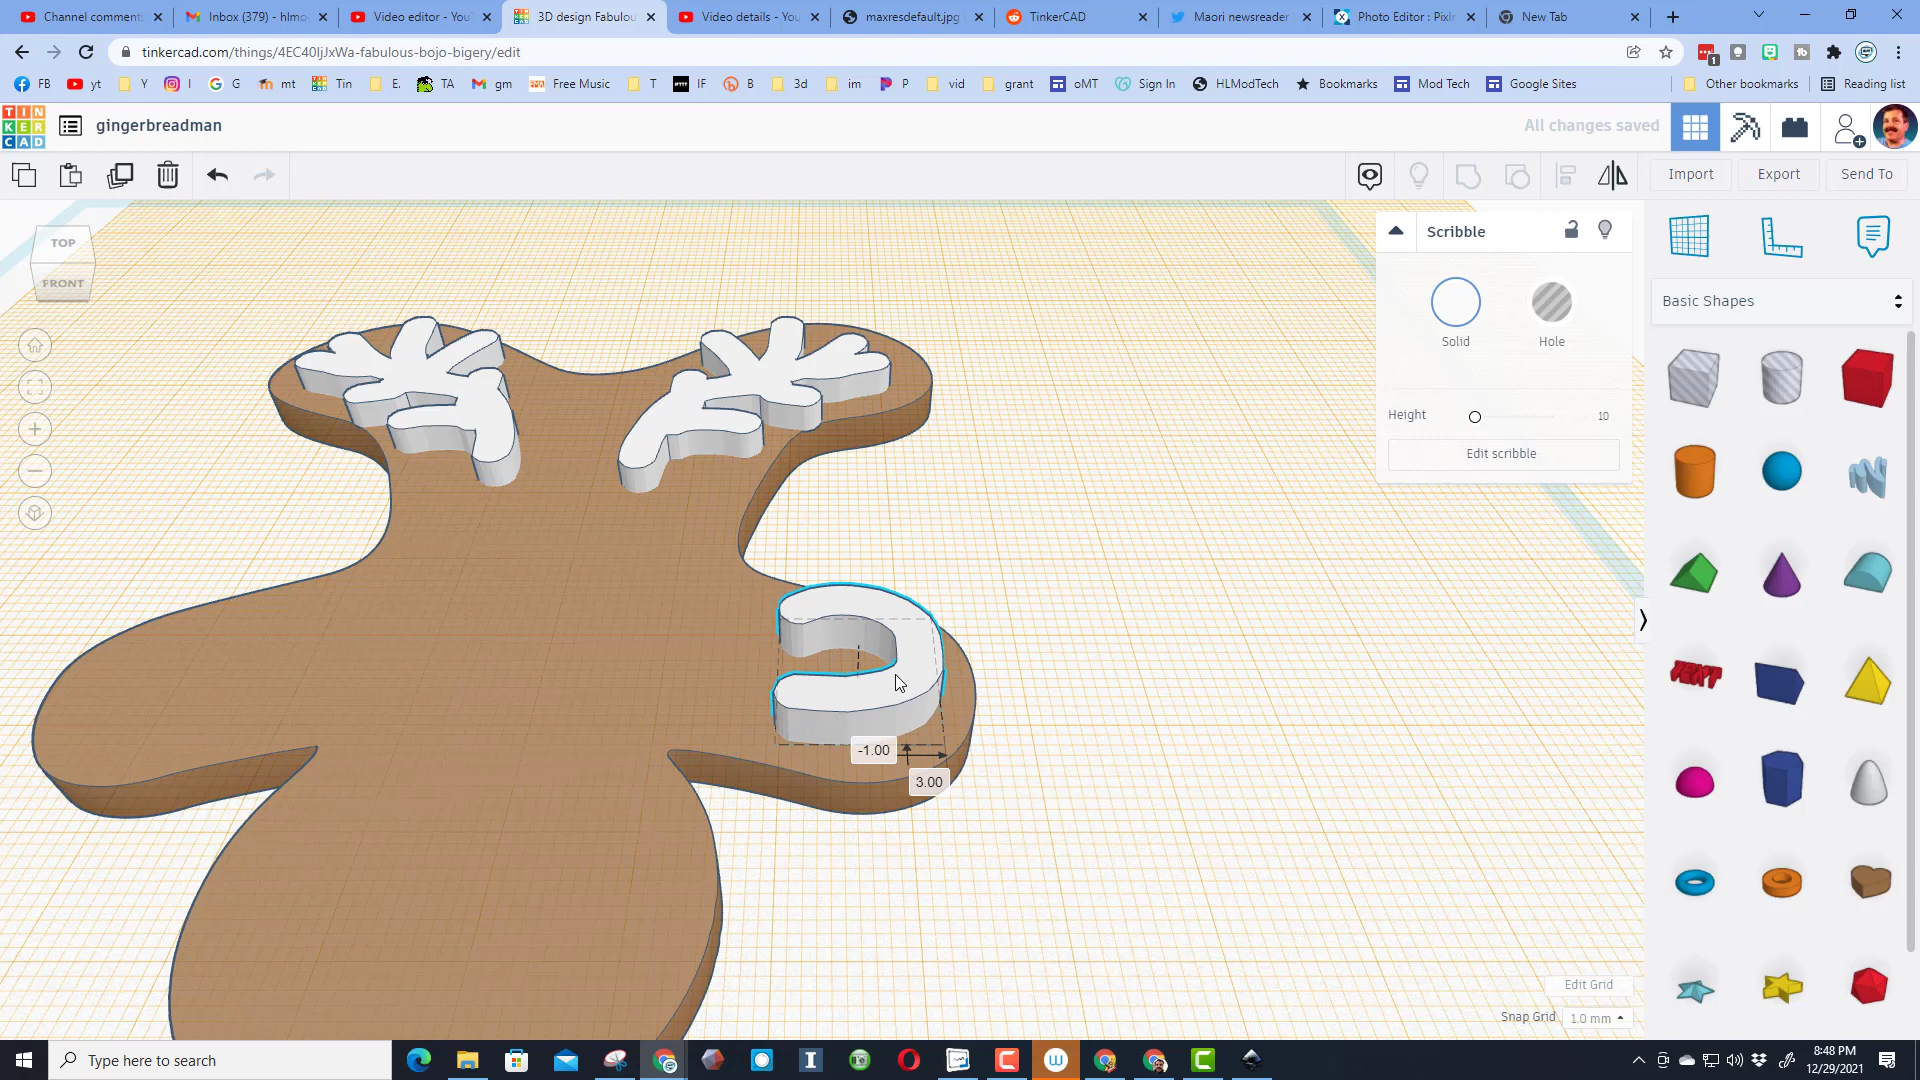 Channel comments
Inbox (379) - hlmo
Video editor - YouT
3D design Fabulou
Video details - You
maxresdefault.jpg
TinkerCAD
Maori newsreader
Photo Editor : Pixlr
New Tab
tinkercad.com/things/4EC40IjJxWa-fabulous-bojo-bigery/edit
FB
yt
Y
I
G
mt
Tin
E.
TA
gm
Free Music
T
IF
B
3d
im
P
vid
grant
oMT
Sign In
HLModTech
Bookmarks
Mod Tech
Google Sites
Other bookmarks
Reading list
TIN
KER
CAD
gingerbreadman
All changes saved
Import
Export
Send To
TOP
FRONT
Scribble
Solid
Hole
Height
10
Edit scribble
Basic Shapes
TEXT
-1.00
3.00
Edit Grid
Snap Grid
1.0 mm
Type here to search
8:48 PM
12/29/2021